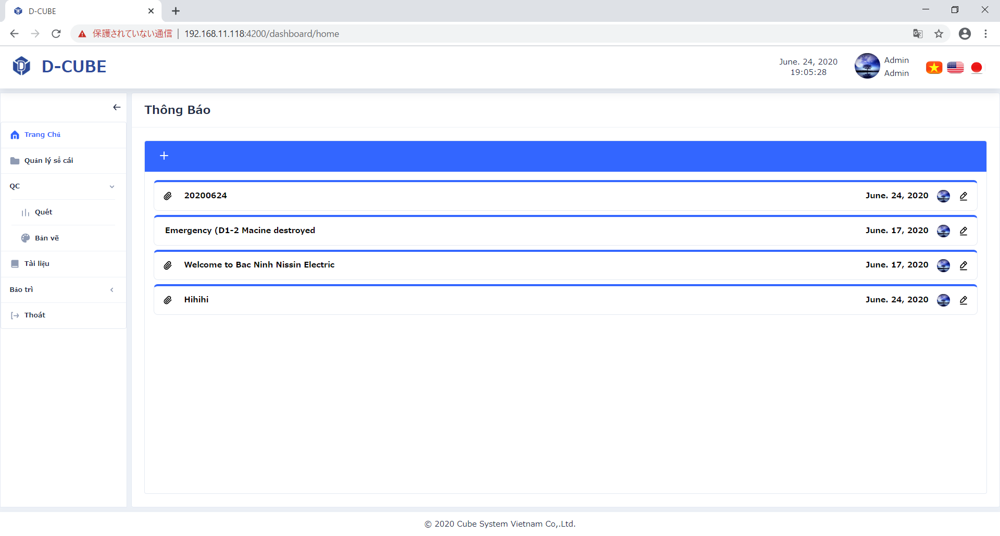 D-CUBE
保護されていない通信 | 192.168.11.118:4200/dashboard/home
D-CUBE
June. 24, 2020
19:05:28
Admin
Admin
Thông Báo
Trang Chủ
Quản lý sổ cái
QC
Quét
Bản vẽ
Tài liệu
Bảo trì
Thoát
20200624 June. 24, 2020
Emergency (D1-2 Macine destroyed June. 17, 2020
Welcome to Bac Ninh Nissin Electric June. 17, 2020
Hihihi June. 24, 2020
© 2020 Cube System Vietnam Co,.Ltd.